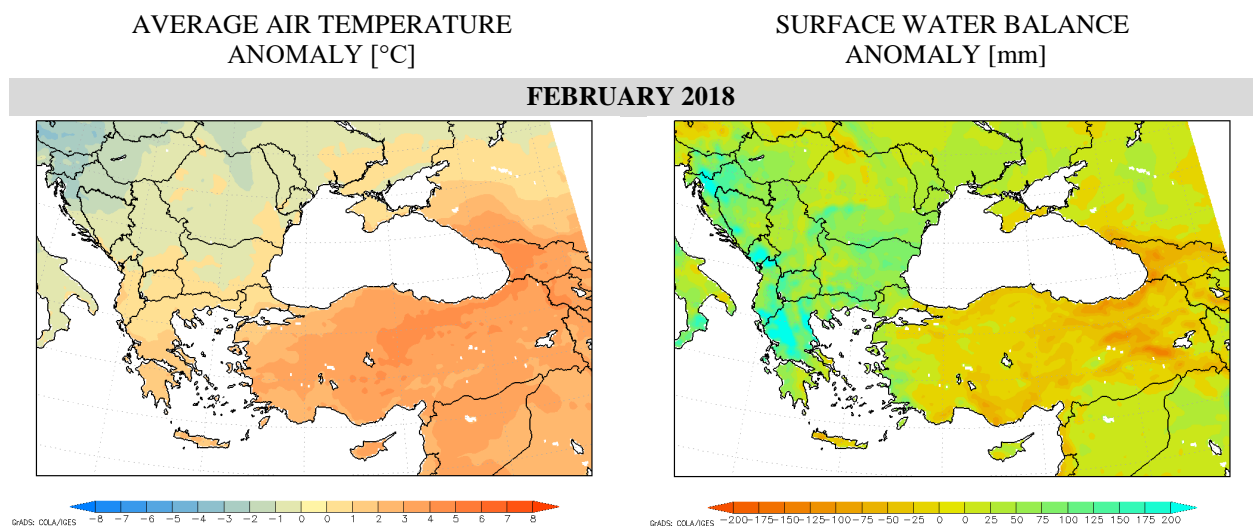 AVERAGE AIR TEMPERATURE
ANOMALY [°C]
SURFACE WATER BALANCE
ANOMALY [mm]
FEBRUARY 2018
GrADS: COLA/IGES
-8 -7 -6 -5 -4 -3 -2 -1 0 0 1 2 3 4 5 6 7 8
GrADS: COLA/IGES
-200-175-150-125-100-75 -50 -25 0 0 25 50 75 100 125 150 175 200